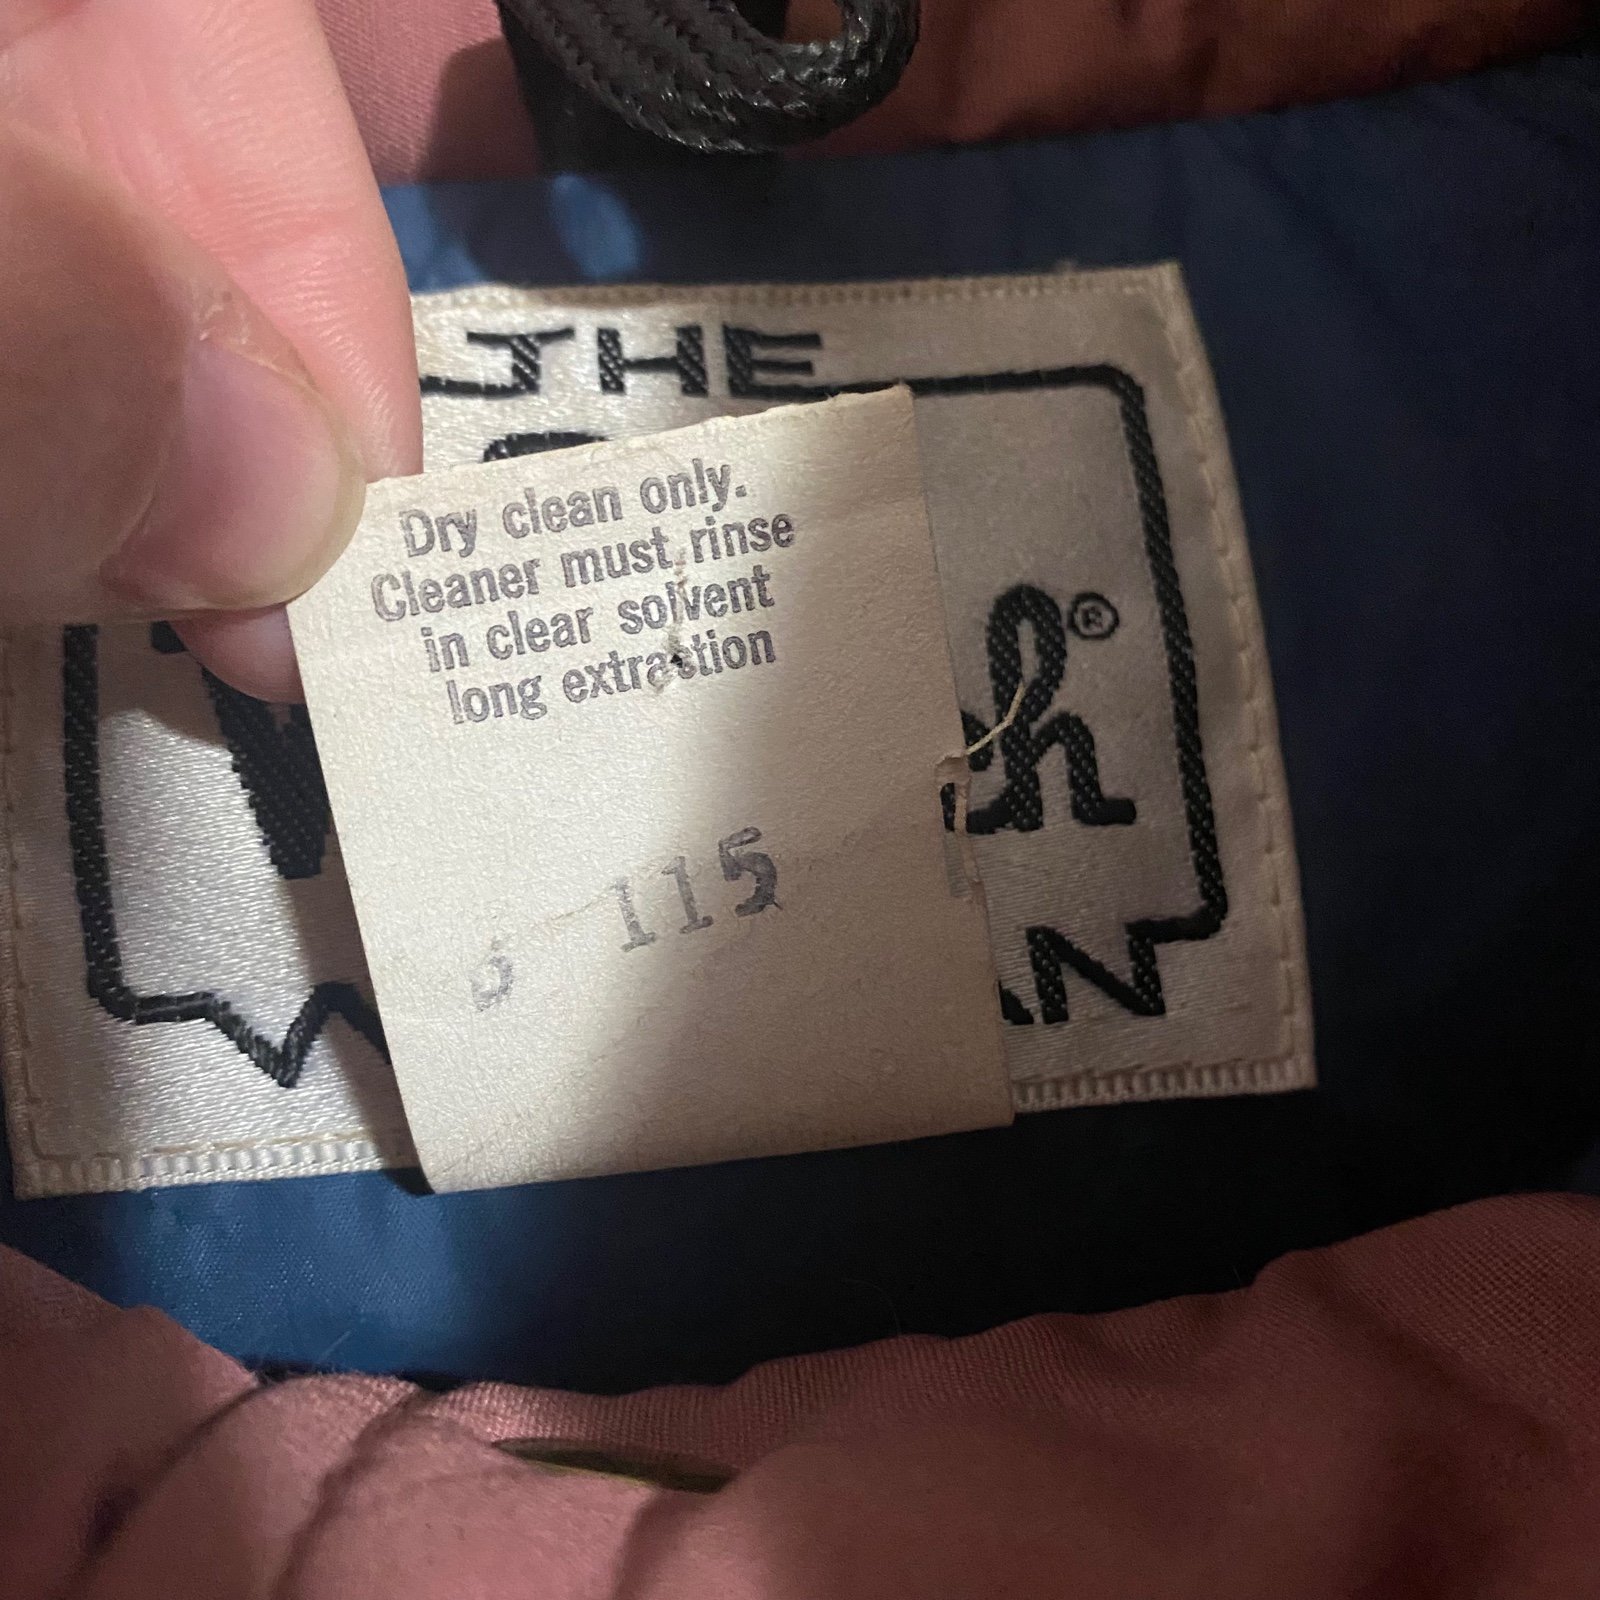 THE
Dry clean only.
Cleaner must rinse
in clear solvent
long extraction
®
115